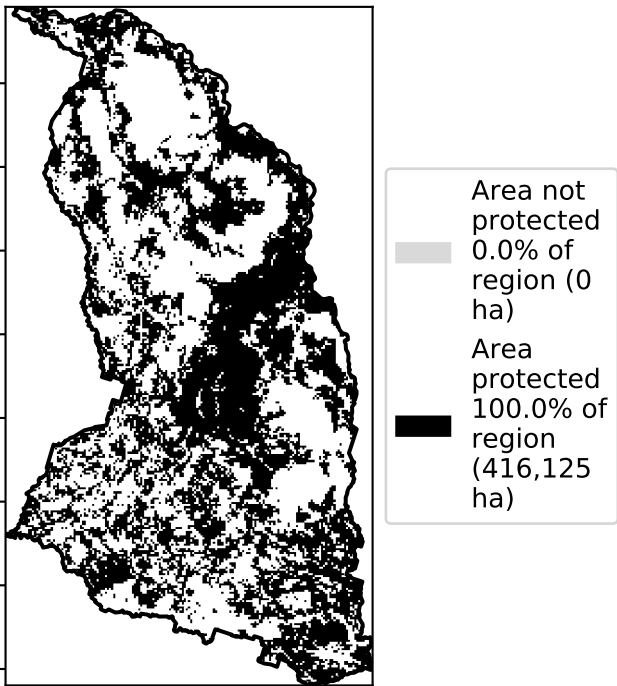 Area not
protected
0.0% of
region (0
ha)
Area
protected
100.0% of
region
(416,125
ha)